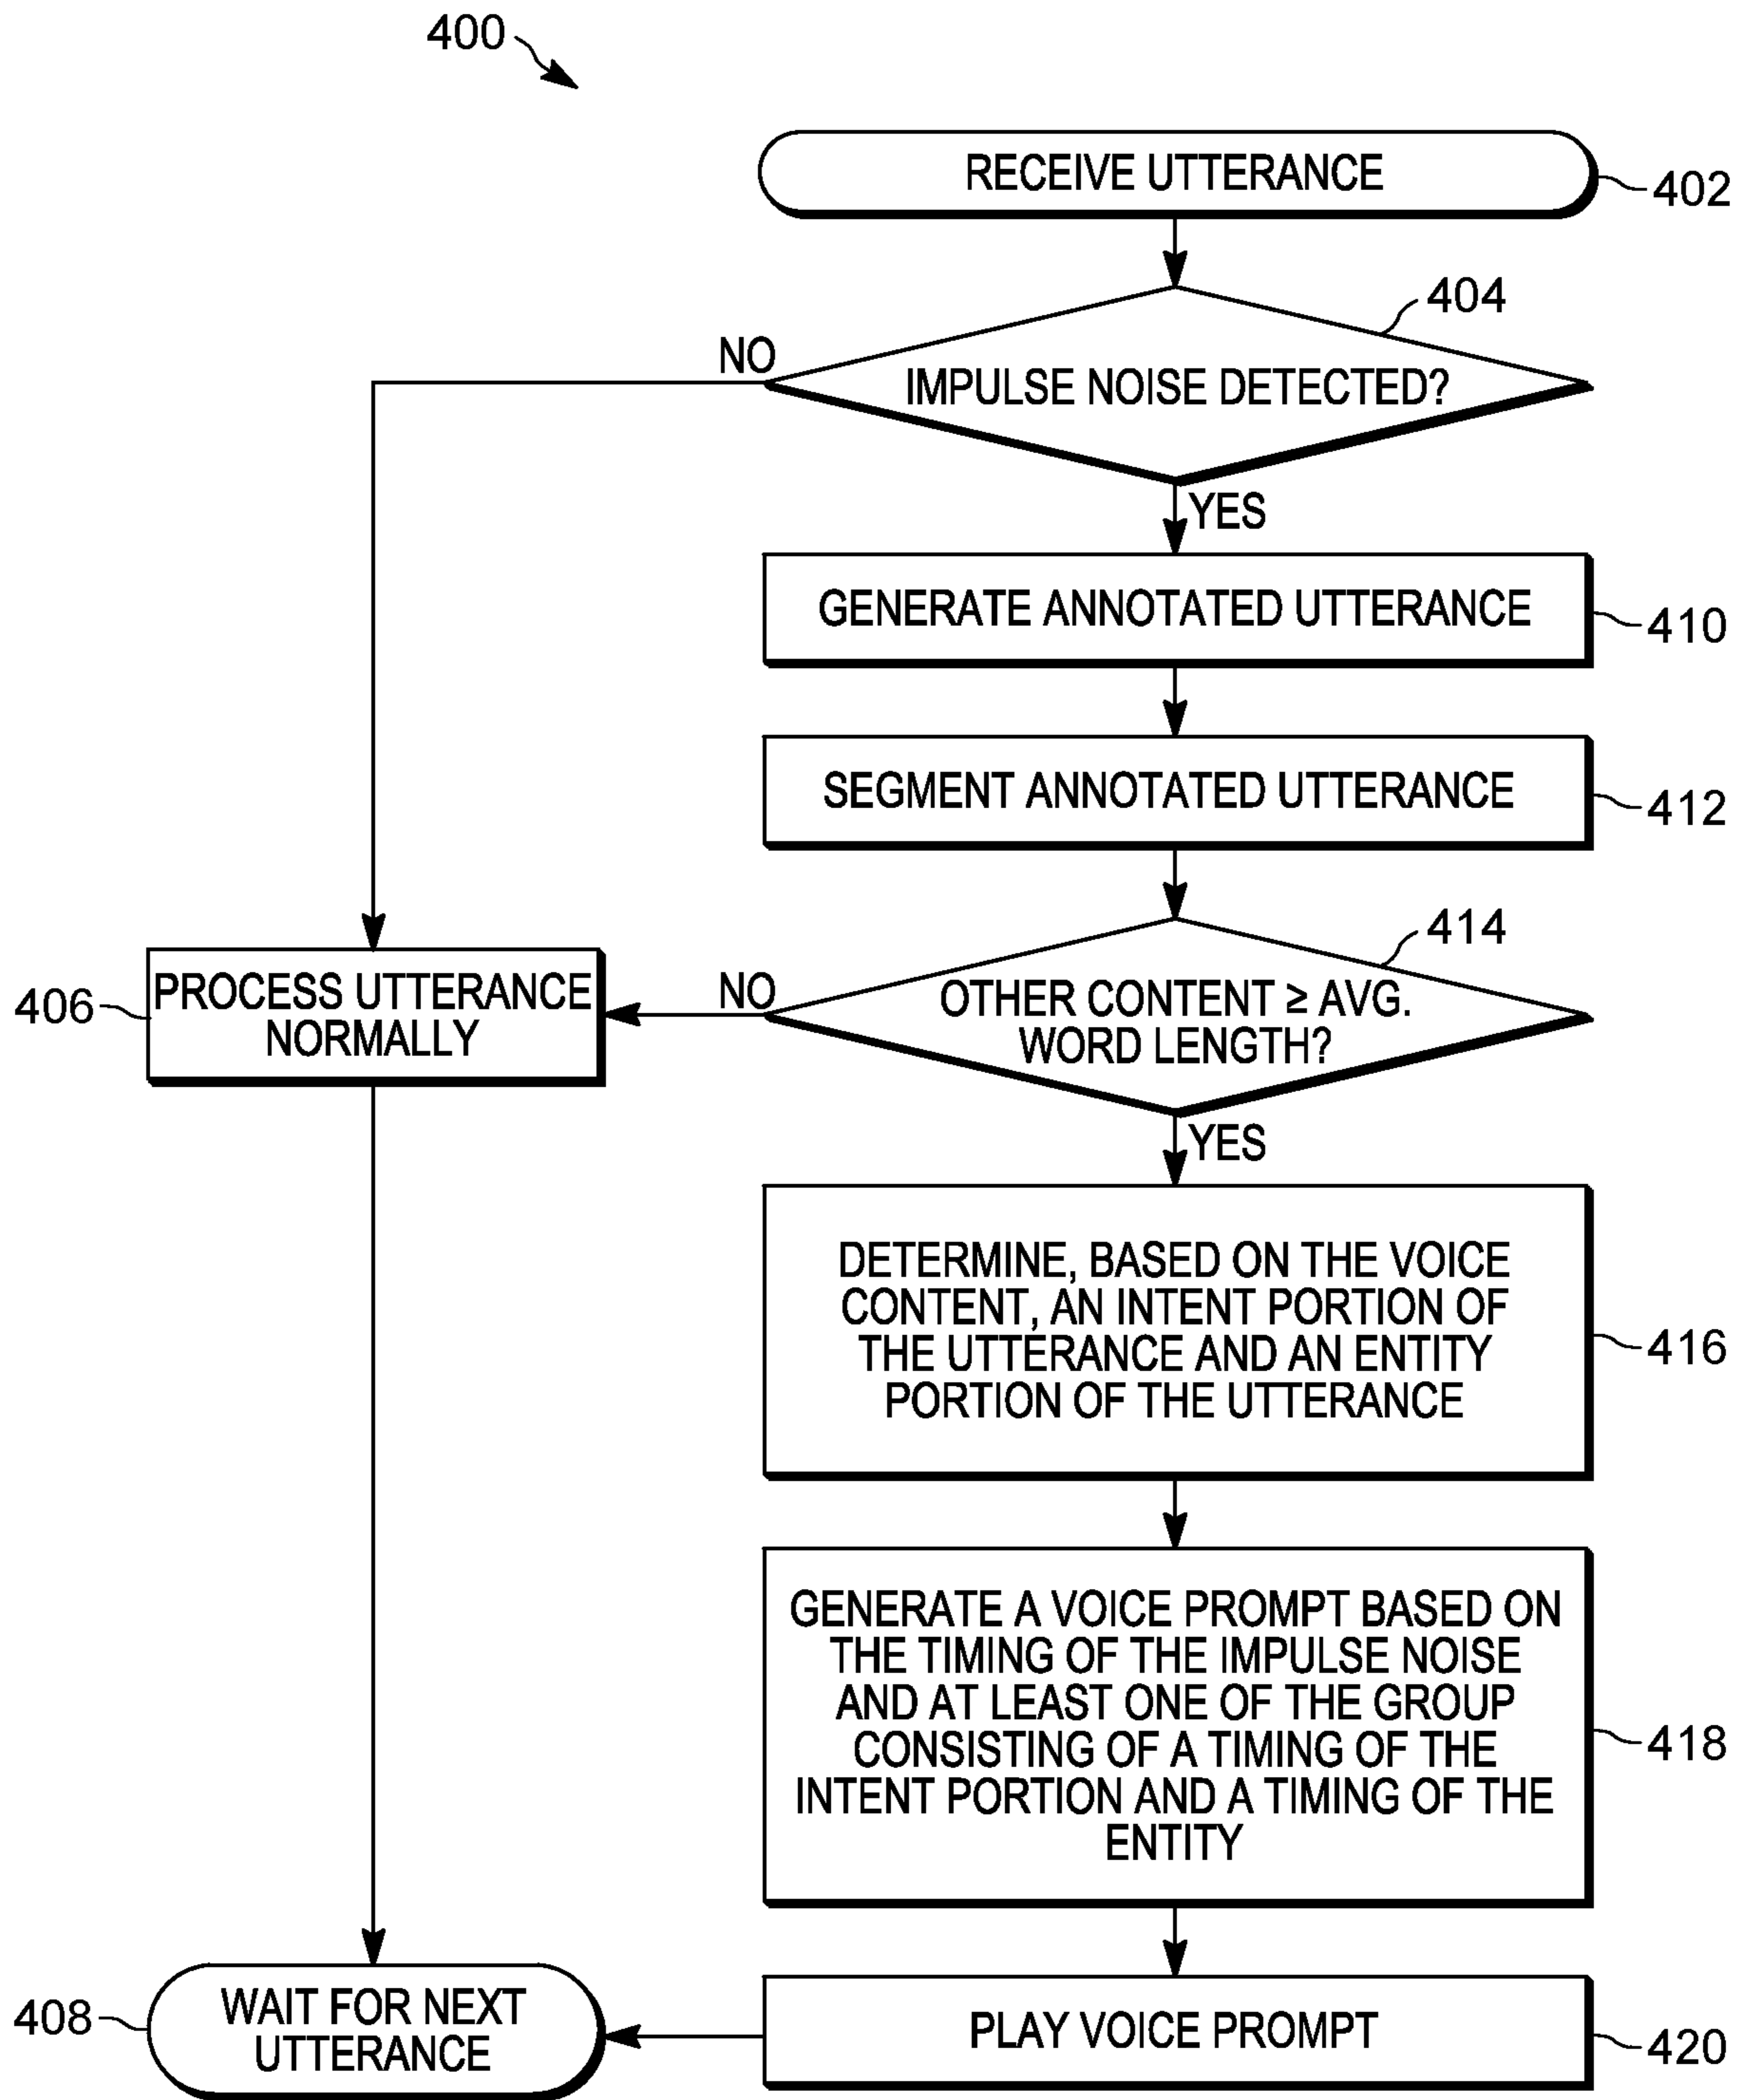 400
RECEIVE UTTERANCE
402
404
NO
IMPULSE NOISE DETECTED?
YES
GENERATE ANNOTATED UTTERANCE
410
SEGMENT ANNOTATED UTTERANCE
412
414
406
PROCESS UTTERANCE
NORMALLY
NO
OTHER CONTENT ≥ AVG.
WORD LENGTH?
YES
DETERMINE, BASED ON THE VOICE
CONTENT, AN INTENT PORTION OF
THE UTTERANCE AND AN ENTITY
PORTION OF THE UTTERANCE
416
GENERATE A VOICE PROMPT BASED ON
THE TIMING OF THE IMPULSE NOISE
AND AT LEAST ONE OF THE GROUP
CONSISTING OF A TIMING OF THE
INTENT PORTION AND A TIMING OF THE
ENTITY
418
408
WAIT FOR NEXT
UTTERANCE
PLAY VOICE PROMPT
420